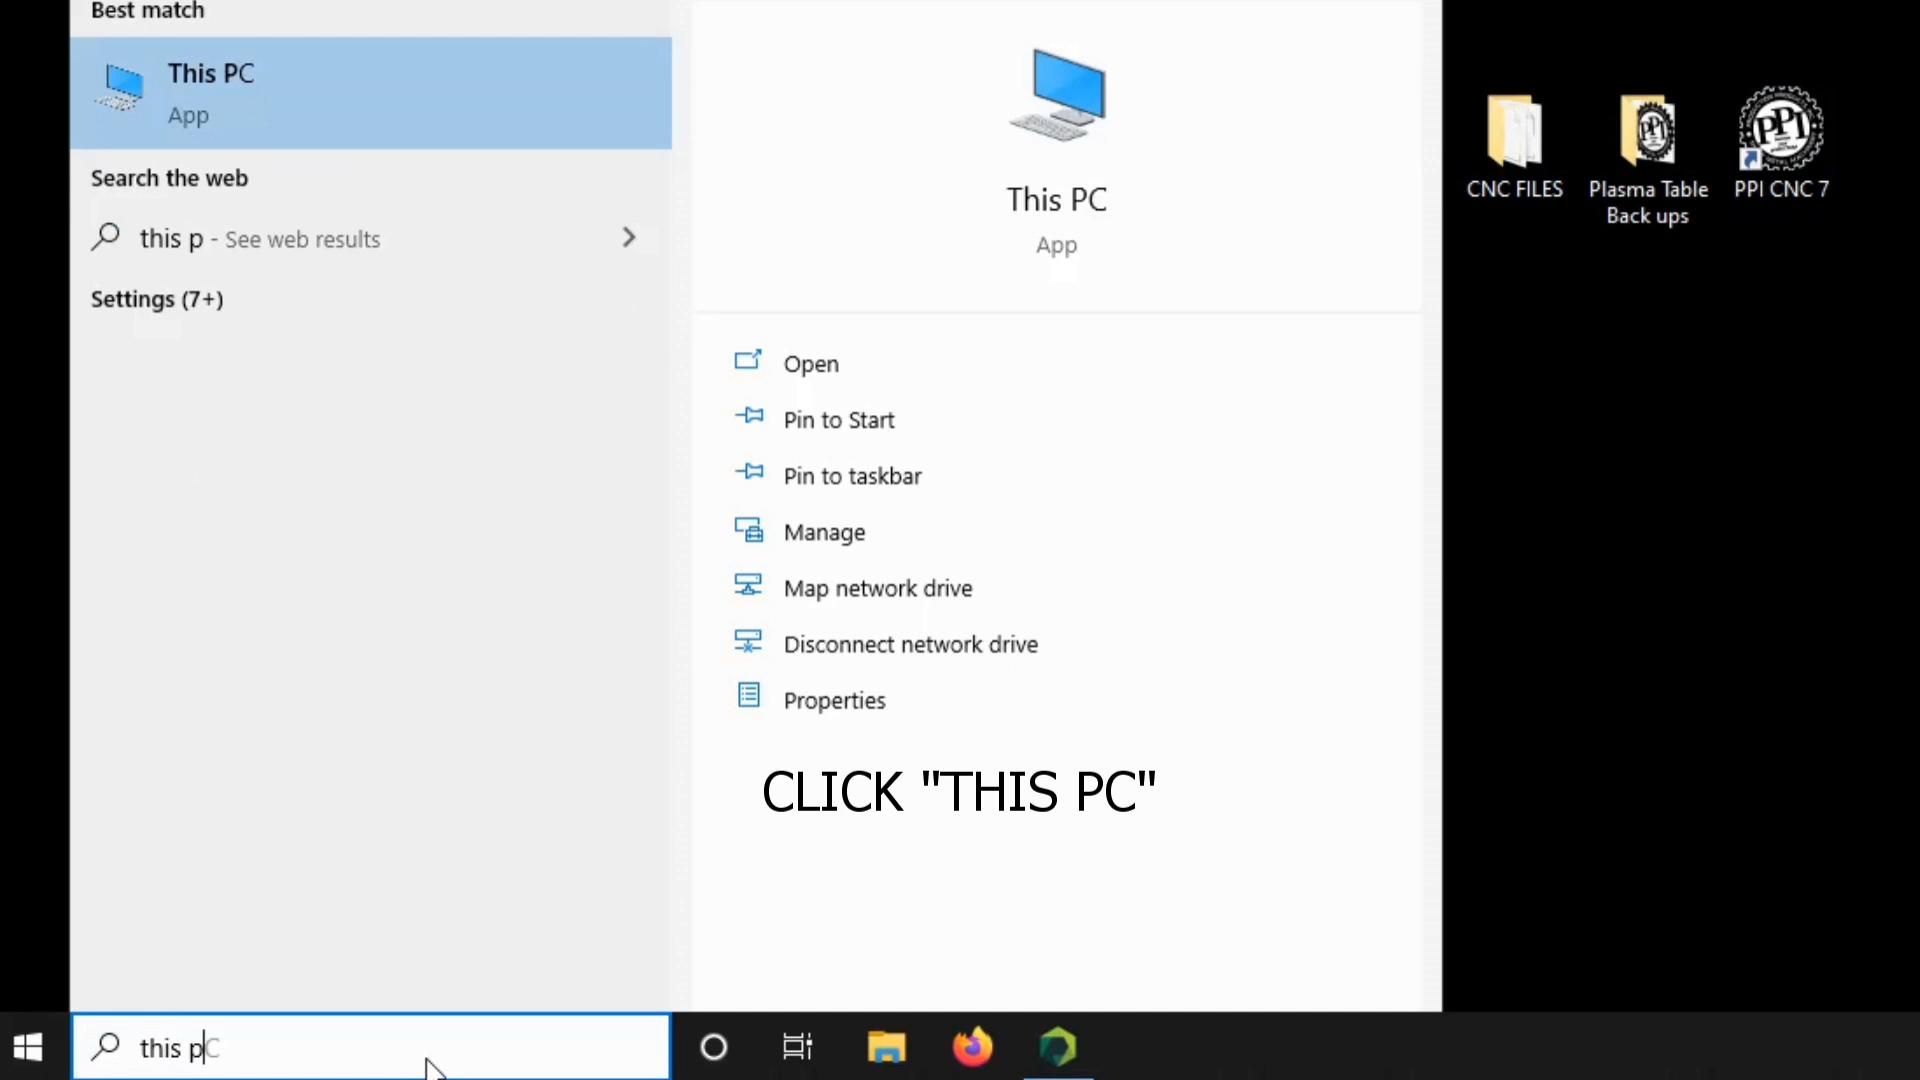 Best match
This PC
App
Search the web
this p - See web results
Settings (7+)
This PC
App
Open
Pin to Start
Pin to taskbar
Manage
Map network drive
Disconnect network drive
Properties
CLICK "THIS PC"
CNC FILES
Plasma Table
Back ups
PPI CNC 7
PPI
PPI
this pC